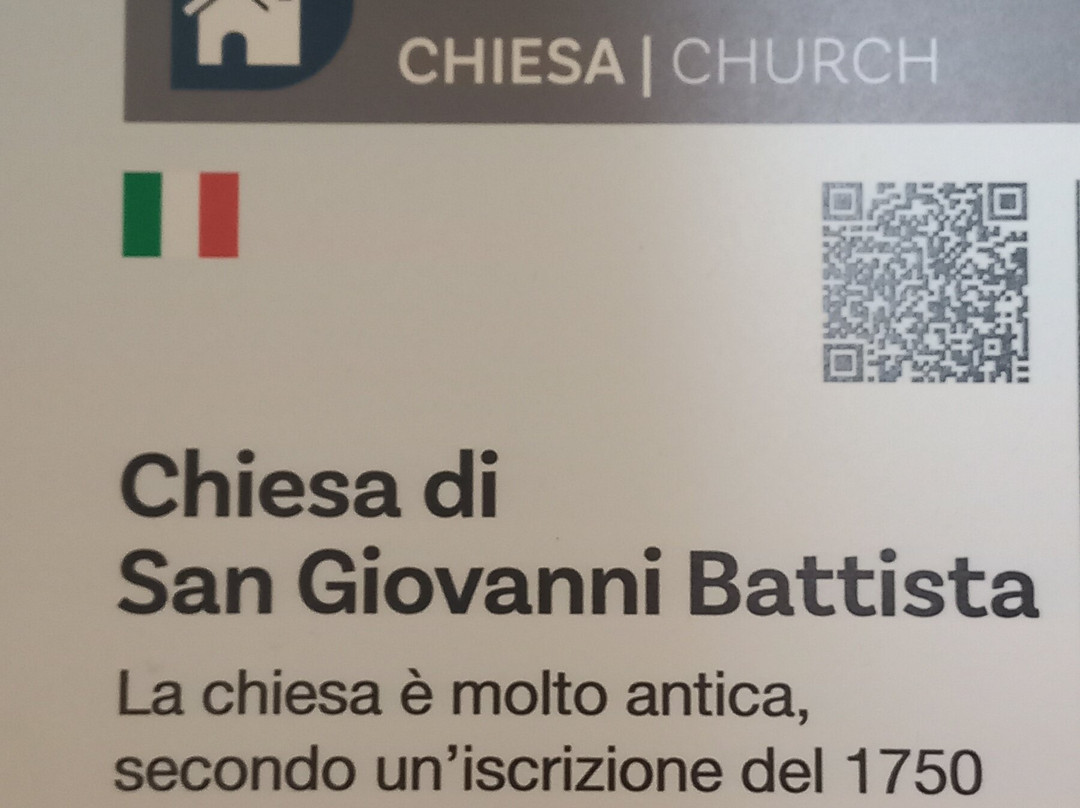 CHIESA | CHURCH
Chiesa di
San Giovanni Battista
La chiesa è molto antica,
secondo un'iscrizione del 1750